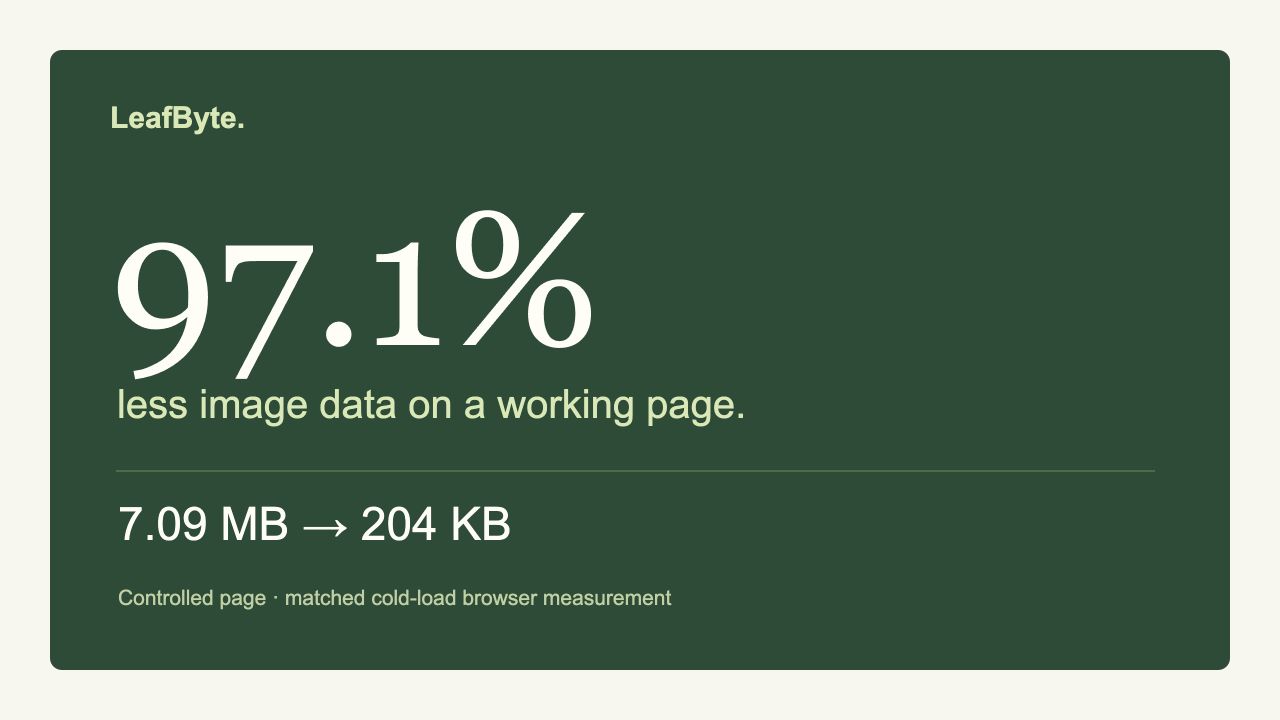 LeafByte.
97.1%
less image data on a working page.
7.09 MB → 204 KB
Controlled page · matched cold-load browser measurement